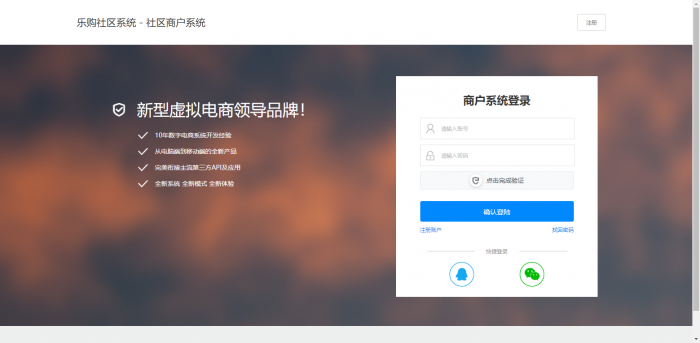 乐购社区系统 - 社区商户系统
注册
新型虚拟电商领导品牌!
10年数字电商系统开发经验
从电脑端到移动端的全新产品
完美衔接主流第三方API及应用
全新系统 全新模式 全新体验
商户系统登录
请输入账号
请输入密码
点击完成验证
确认登陆
注册账户
找回密码
快捷登录